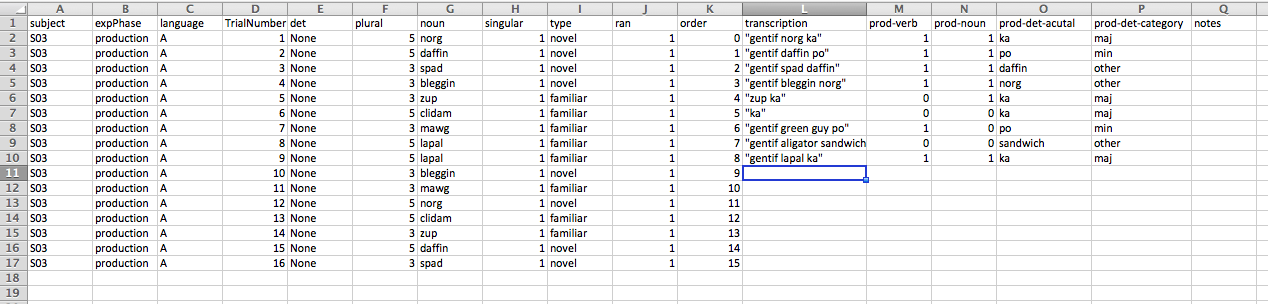 A B C D E F G H I J K L M N O P Q
1 subject expPhase language TrialNumber det plural noun singular type ran order transcription prod-verb prod-noun prod-det-acutal prod-det-category notes
2 S03 production A 1 None 5 norg 1 novel 1 0 "gentif norg ka" 1 1 ka maj
3 S03 production A 2 None 5 daffin 1 novel 1 1 "gentif daffin po" 1 1 po min
4 S03 production A 3 None 3 spad 1 novel 1 2 "gentif spad daffin" 1 1 daffin other
5 S03 production A 4 None 3 bleggin 1 novel 1 3 "gentif bleggin norg" 1 1 norg other
6 S03 production A 5 None 3 zup 1 familiar 1 4 "zup ka" 0 1 ka maj
7 S03 production A 6 None 5 clidam 1 familiar 1 5 "ka" 0 0 ka maj
8 S03 production A 7 None 3 mawg 1 familiar 1 6 "gentif green guy po" 1 0 po min
9 S03 production A 8 None 5 lapal 1 familiar 1 7 "gentif aligator sandwich 0 0 sandwich other
10 S03 production A 9 None 5 lapal 1 familiar 1 8 "gentif lapal ka" 1 1 ka maj
11 S03 production A 10 None 3 bleggin 1 novel 1 9
12 S03 production A 11 None 3 mawg 1 familiar 1 10
13 S03 production A 12 None 5 norg 1 novel 1 11
14 S03 production A 13 None 5 clidam 1 familiar 1 12
15 S03 production A 14 None 3 zup 1 familiar 1 13
16 S03 production A 15 None 5 daffin 1 novel 1 14
17 S03 production A 16 None 3 spad 1 novel 1 15
18
19